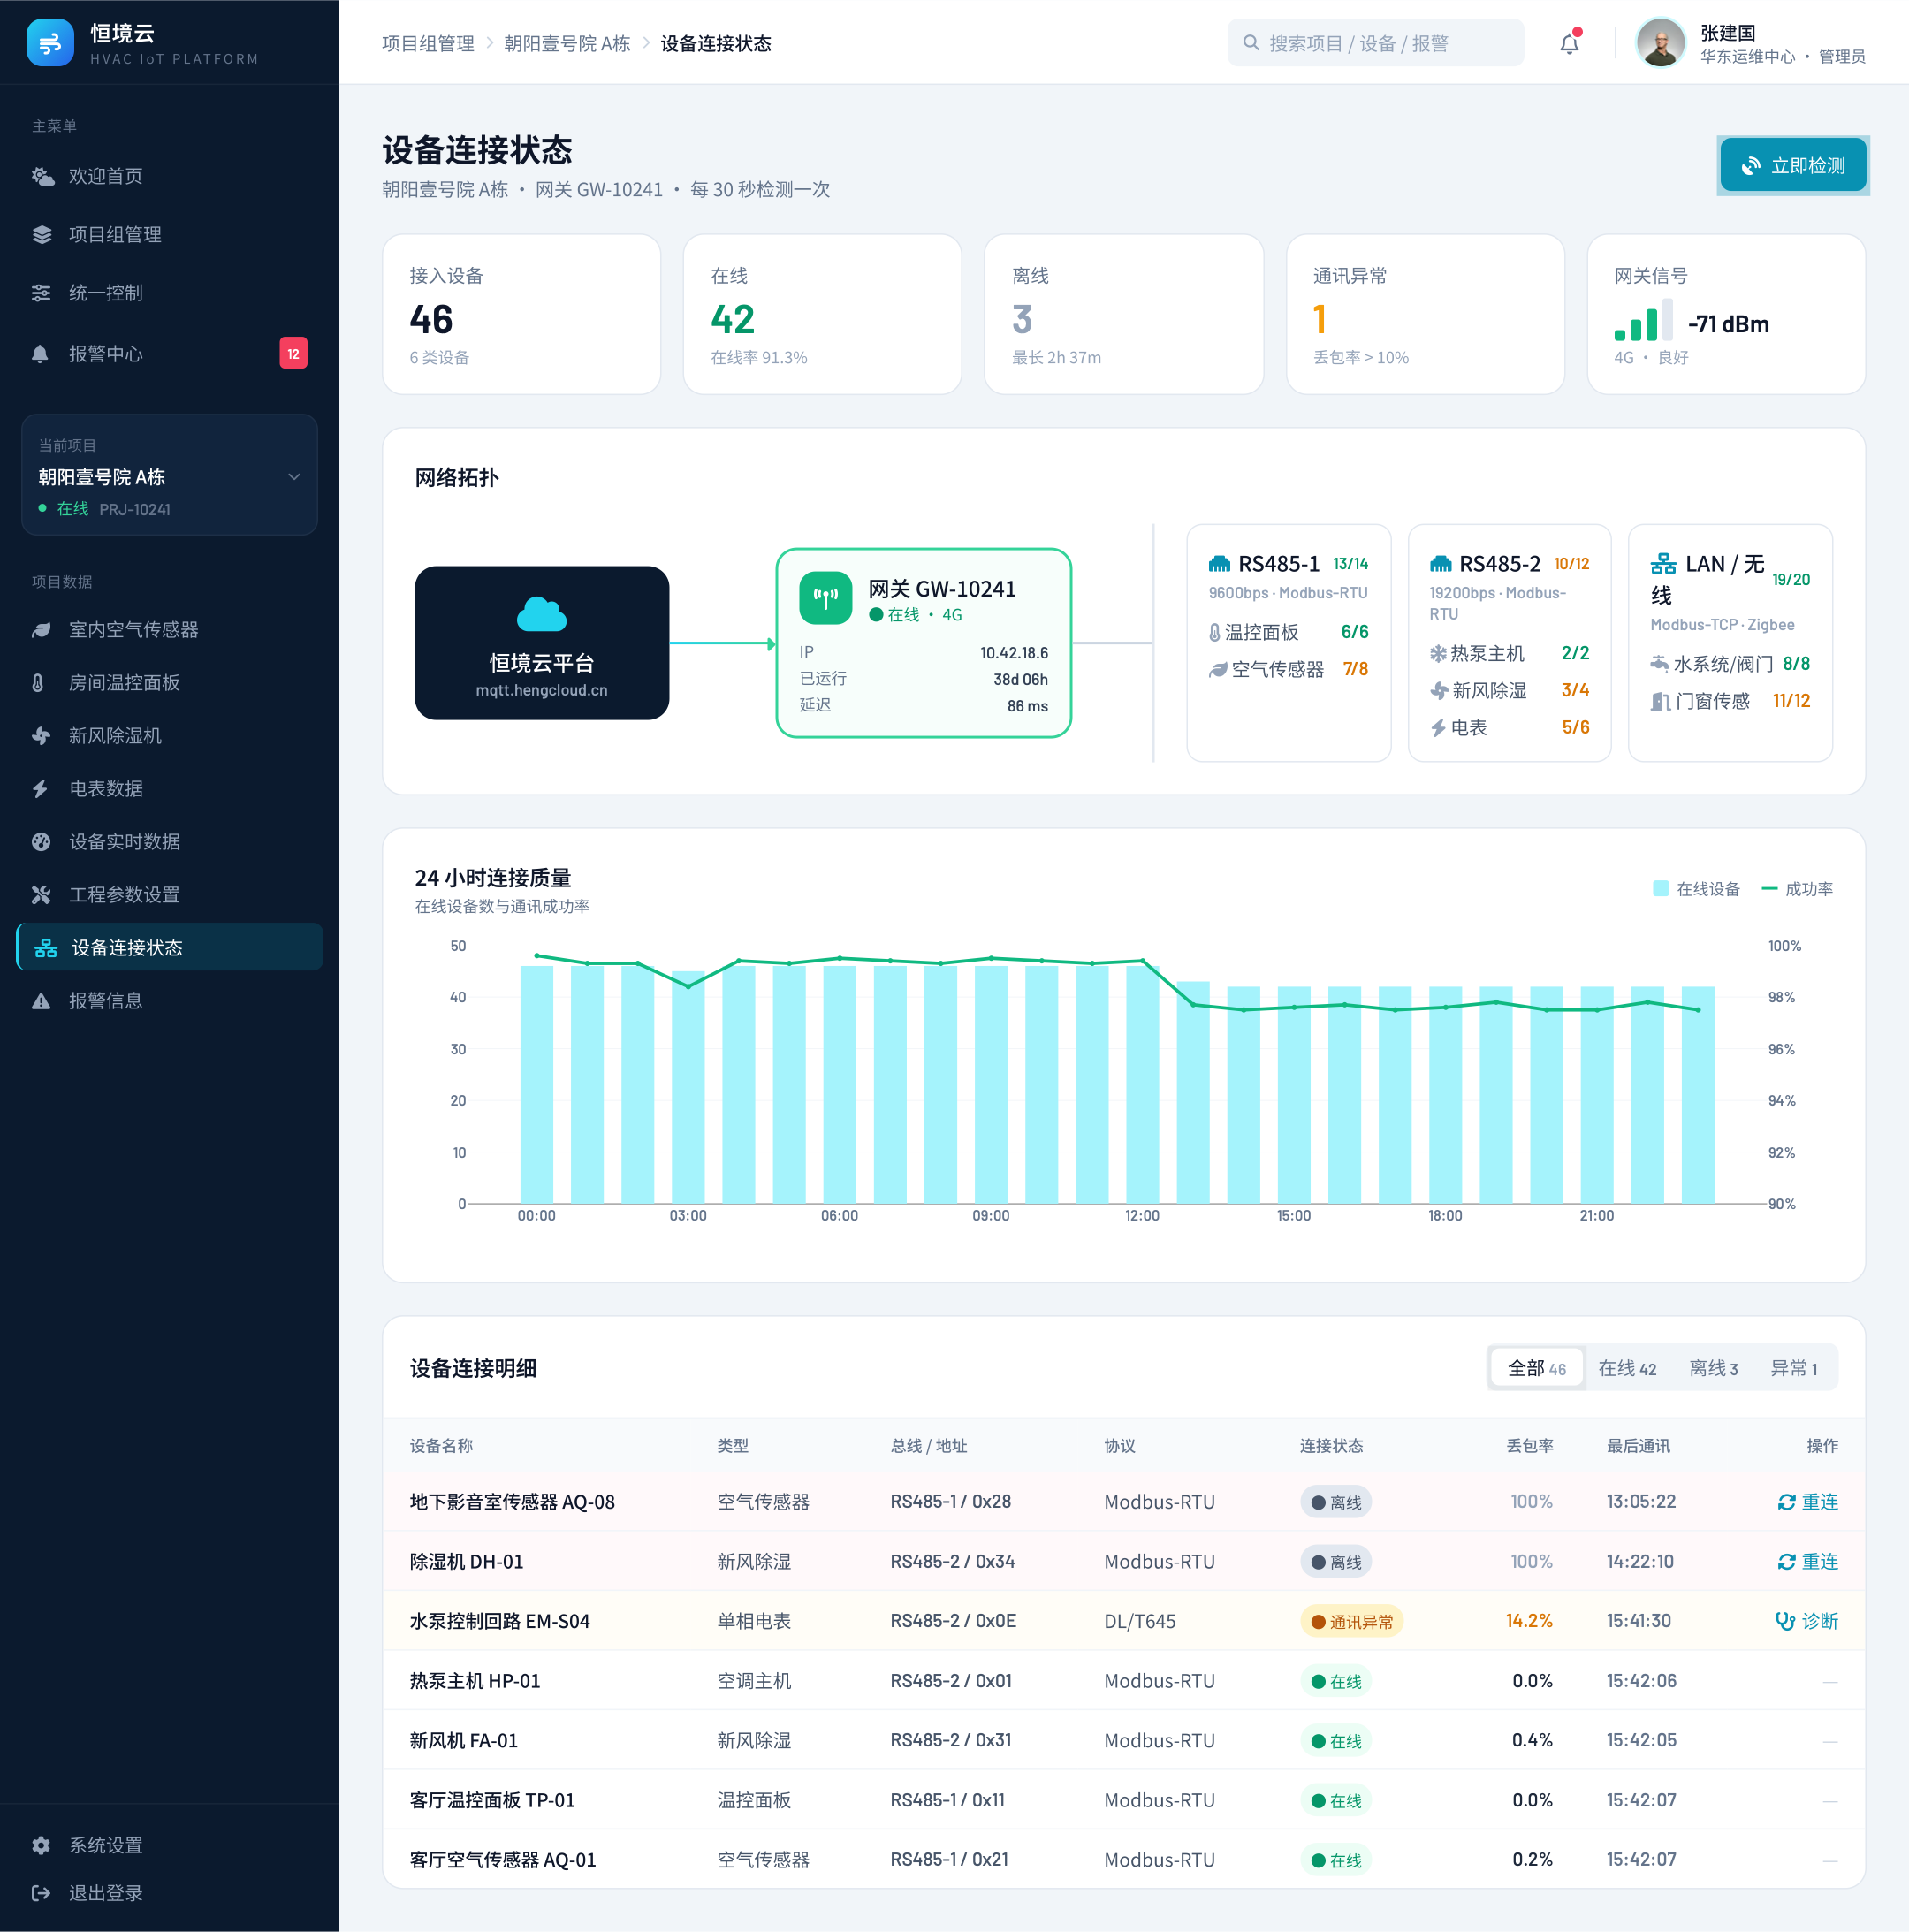 恒境云
HVAC IoT PLATFORM
主菜单
欢迎首页
项目组管理
统一控制
报警中心 12
当前项目
朝阳壹号院 A栋
在线 PRJ-10241
项目数据
室内空气传感器
房间温控面板
新风除湿机
电表数据
设备实时数据
工程参数设置
设备连接状态
报警信息
系统设置
退出登录
项目组管理 朝阳壹号院 A栋 设备连接状态
搜索项目 / 设备 / 报警
张建国
华东运维中心 · 管理员
设备连接状态
朝阳壹号院 A栋 · 网关 GW-10241 · 每 30 秒检测一次
立即检测
接入设备
46
6 类设备
在线
42
在线率 91.3%
离线
3
最长 2h 37m
通讯异常
1
丢包率 > 10%
网关信号
-71 dBm
4G · 良好
网络拓扑
恒境云平台
mqtt.hengcloud.cn
网关 GW-10241
在线 · 4G
IP 10.42.18.6
已运行 38d 06h
延迟 86 ms
RS485-1 13/14
9600bps · Modbus-RTU
温控面板 6/6
空气传感器 7/8
RS485-2 10/12
19200bps · Modbus-
RTU
热泵主机 2/2
新风除湿 3/4
电表 5/6
LAN / 无
线 19/20
Modbus-TCP · Zigbee
水系统/阀门 8/8
门窗传感 11/12
24 小时连接质量
在线设备数与通讯成功率
在线设备 成功率
50 100%
40 98%
30 96%
20 94%
10 92%
0 90%
00:00 03:00 06:00 09:00 12:00 15:00 18:00 21:00
设备连接明细
全部 46 在线 42 离线 3 异常 1
设备名称 类型 总线 / 地址 协议 连接状态 丢包率 最后通讯 操作
地下影音室传感器 AQ-08 空气传感器 RS485-1 / 0x28 Modbus-RTU 离线 100% 13:05:22 重连
除湿机 DH-01 新风除湿 RS485-2 / 0x34 Modbus-RTU 离线 100% 14:22:10 重连
水泵控制回路 EM-S04 单相电表 RS485-2 / 0x0E DL/T645 通讯异常 14.2% 15:41:30 诊断
热泵主机 HP-01 空调主机 RS485-2 / 0x01 Modbus-RTU 在线 0.0% 15:42:06 —
新风机 FA-01 新风除湿 RS485-2 / 0x31 Modbus-RTU 在线 0.4% 15:42:05 —
客厅温控面板 TP-01 温控面板 RS485-1 / 0x11 Modbus-RTU 在线 0.0% 15:42:07 —
客厅空气传感器 AQ-01 空气传感器 RS485-1 / 0x21 Modbus-RTU 在线 0.2% 15:42:07 —